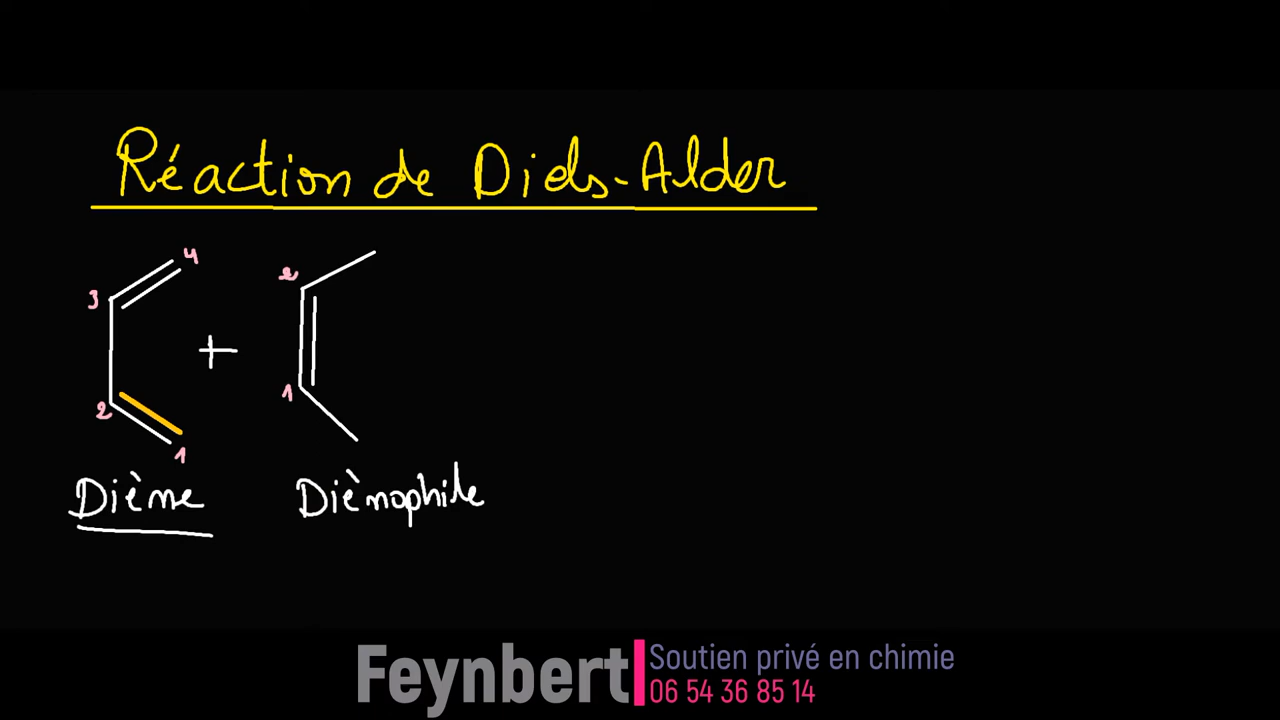 Réaction de Diels-Alder
4
2
3
1
2
+
1
Diène
Diènophile
Feynbert
Soutien privé en chimie
06 54 36 85 14